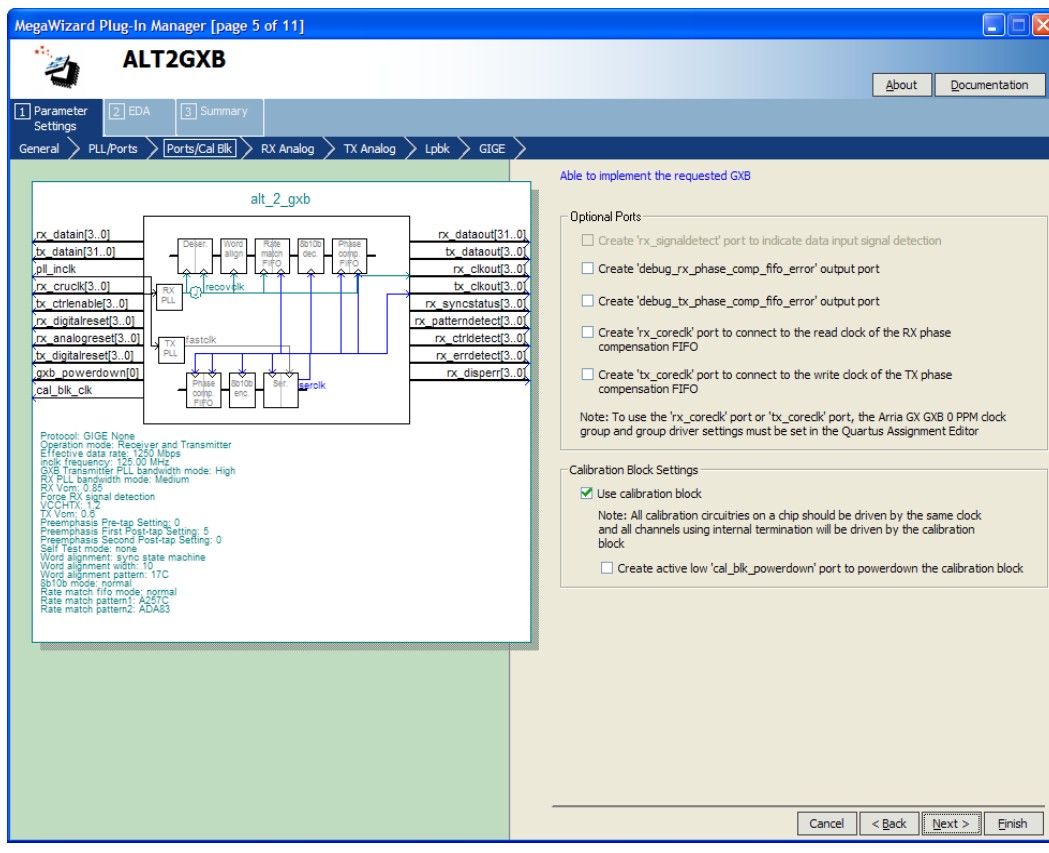 MegaWizard Plug-In Manager [page 5 of 11]
ALT2GXB
About
Documentation
1 Parameter Settings
2 EDA
3 Summary
General
PLL/Ports
Ports/Cal Blk
RX Analog
TX Analog
Lpbk
GIGE
alt_2_gxb
rx_datain[3..0]
tx_datain[31..0]
pll_inclk
rx_cruclk[3..0]
tx_ctrlenable[3..0]
rx_digitalreset[3..0]
rx_analogreset[3..0]
tx_digitalreset[3..0]
gxb_powerdown[0]
cal_blk_clk
Deser.
Word align
Rate match FIFO
8b10b dec.
Phase comp. FIFO
RX PLL
recovclk
TX PLL
fastclk
Phase comp. FIFO
8b10b enc.
Ser.
serclk
rx_dataout[31..0]
tx_dataout[3..0]
rx_clkout[3..0]
tx_clkout[3..0]
rx_syncstatus[3..0]
rx_patterndetect[3..0]
rx_ctrldetect[3..0]
rx_errdetect[3..0]
rx_disperr[3..0]
Protocol: GIGE None
Operation mode: Receiver and Transmitter
Effective data rate: 1250 Mbps
inclk frequency: 125.00 MHz
GXB Transmitter PLL bandwidth mode: High
RX PLL bandwidth mode: Medium
RX Vcm: 0.85
Force RX signal detection
VCCHTX: 1.2
TX Vcm: 0.6
Preemphasis Pre-tap Setting: 0
Preemphasis First Post-tap Setting: 5
Preemphasis Second Post-tap Setting: 0
Self Test mode: none
Word alignment: sync state machine
Word alignment width: 10
Word alignment pattern: 17C
8b10b mode: normal
Rate match fifo mode: normal
Rate match pattern1: A257C
Rate match pattern2: ADA83
Able to implement the requested GXB
Optional Ports
Create 'rx_signaldetect' port to indicate data input signal detection
Create 'debug_rx_phase_comp_fifo_error' output port
Create 'debug_tx_phase_comp_fifo_error' output port
Create 'rx_coreclk' port to connect to the read clock of the RX phase
compensation FIFO
Create 'tx_coreclk' port to connect to the write clock of the TX phase
compensation FIFO
Note: To use the 'rx_coreclk' port or 'tx_coreclk' port, the Arria GX GXB 0 PPM clock
group and group driver settings must be set in the Quartus Assignment Editor
Calibration Block Settings
Use calibration block
Note: All calibration circuitries on a chip should be driven by the same clock
and all channels using internal termination will be driven by the calibration
block
Create active low 'cal_blk_powerdown' port to powerdown the calibration block
Cancel
< Back
Next >
Finish